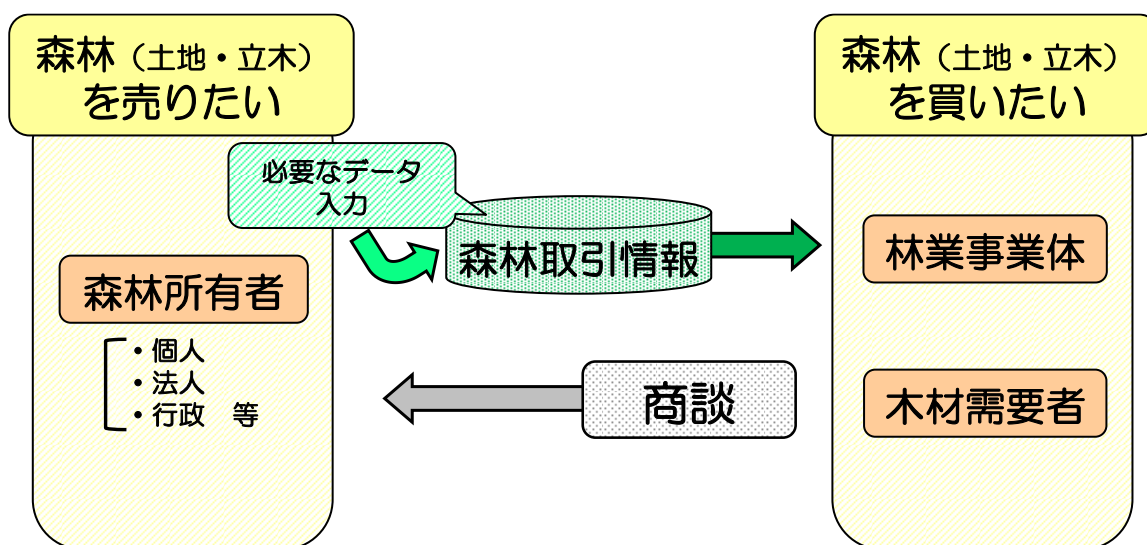 森林（土地・立木）
を売りたい
必要なデータ
入力
森林所有者
・個人
・法人
・行政　等
森林取引情報
商談
森林（土地・立木）
を買いたい
林業事業体
木材需要者